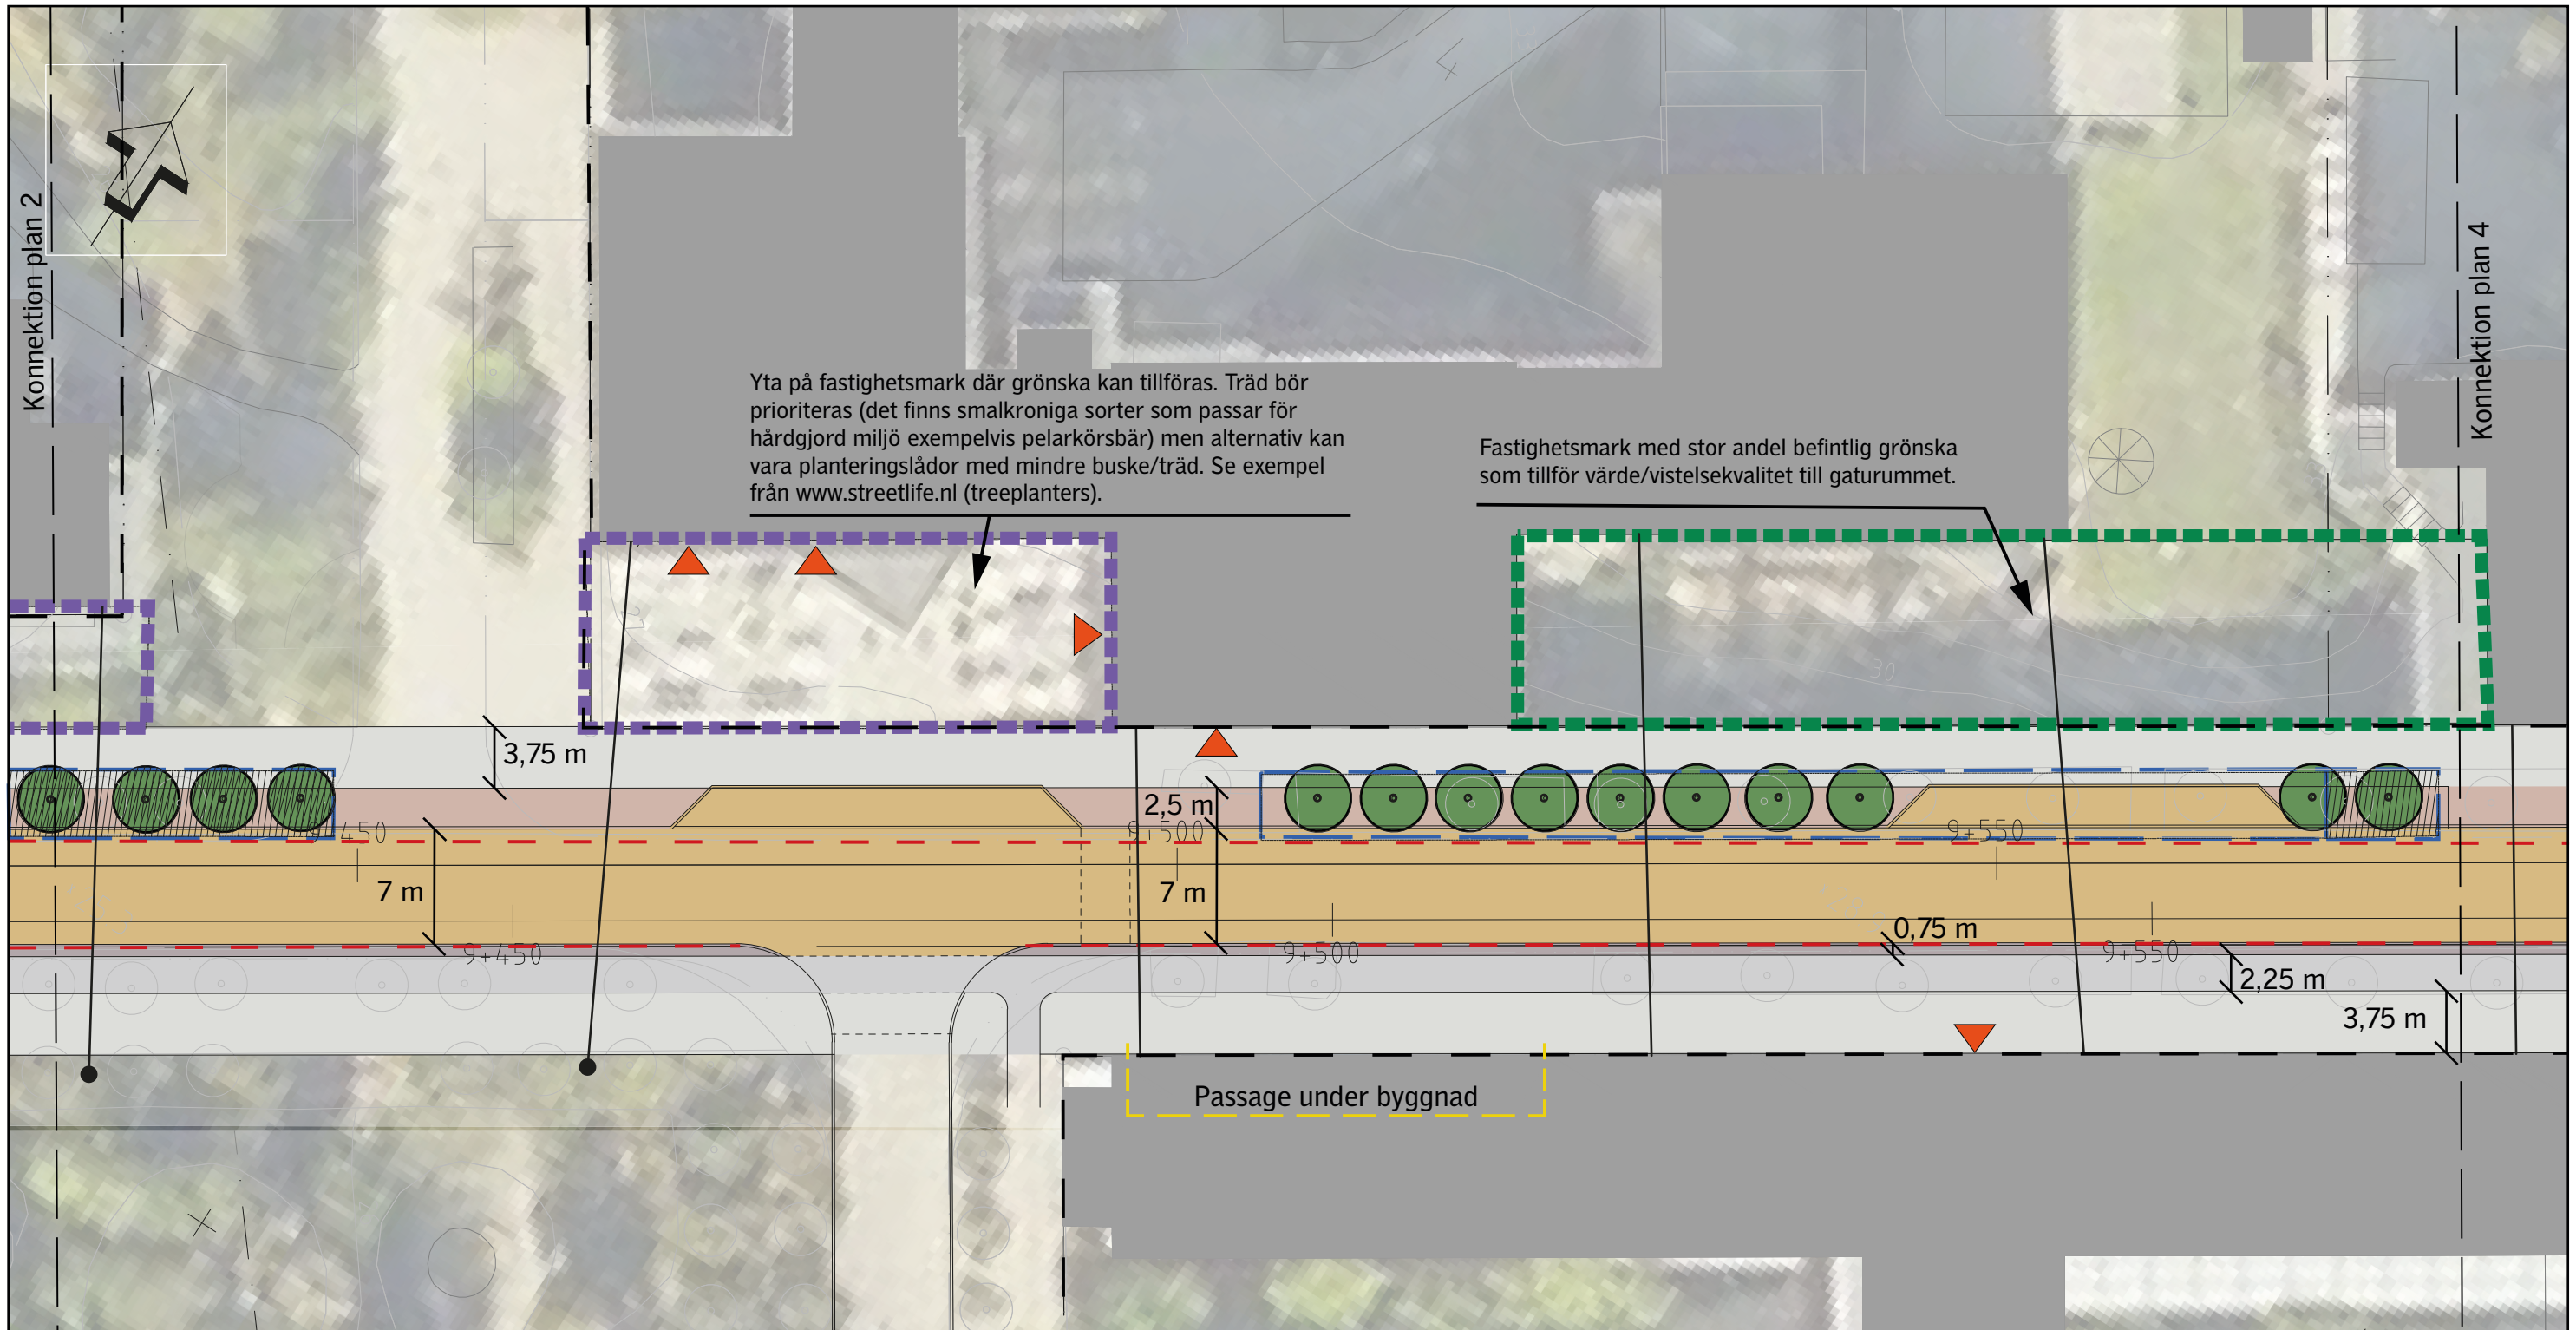 Konnektion plan 2
Konnektion plan 4
Yta på fastighetsmark där grönska kan tillföras. Träd bör
prioriteras (det finns smalkroniga sorter som passar för
hårdgjord miljö exempelvis pelarkörsbär) men alternativ kan
vara planteringslådor med mindre buske/träd. Se exempel
från www.streetlife.nl (treeplanters).
Fastighetsmark med stor andel befintlig grönska
som tillför värde/vistelsekvalitet till gaturummet.
30
3,75 m
2,5 m
9+450
9+500
9+550
7 m
7 m
0,75 m
9+450
9+500
9+550
2,25 m
3,75 m
Passage under byggnad